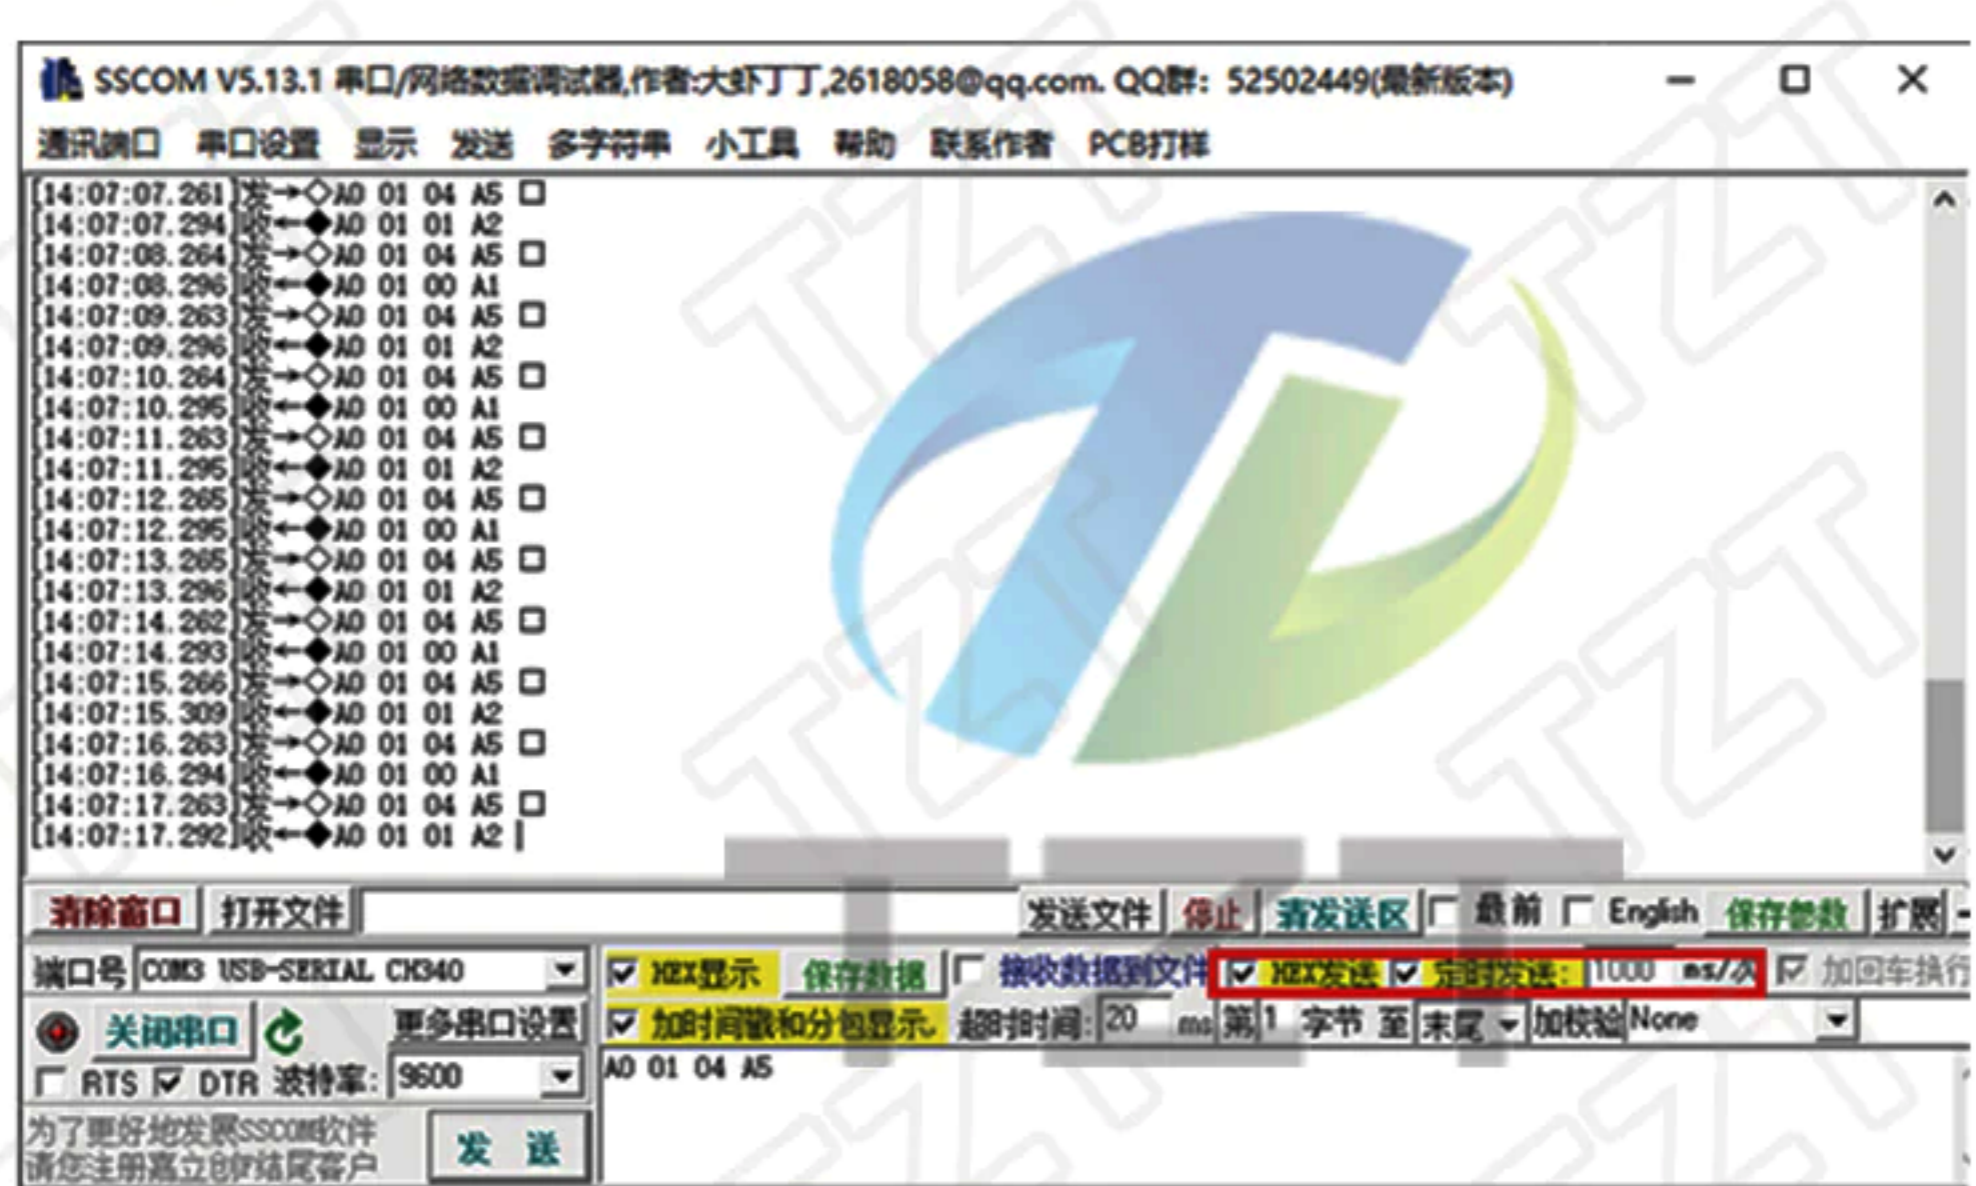 SSCOM V5.13.1 串口/网络数据调试器,作者:大虾丁丁,2618058@qq.com. QQ群: 52502449(最新版本)
通讯端口 串口设置 显示 发送 多字符串 小工具 帮助 联系作者 PCB打样
[14:07:07.261]发→◇A0 01 04 A5 □
[14:07:07.294]收←◆A0 01 01 A2
[14:07:08.264]发→◇A0 01 04 A5 □
[14:07:08.296]收←◆A0 01 00 A1
[14:07:09.263]发→◇A0 01 04 A5 □
[14:07:09.296]收←◆A0 01 01 A2
[14:07:10.264]发→◇A0 01 04 A5 □
[14:07:10.295]收←◆A0 01 00 A1
[14:07:11.263]发→◇A0 01 04 A5 □
[14:07:11.295]收←◆A0 01 01 A2
[14:07:12.265]发→◇A0 01 04 A5 □
[14:07:12.295]收←◆A0 01 00 A1
[14:07:13.265]发→◇A0 01 04 A5 □
[14:07:13.296]收←◆A0 01 01 A2
[14:07:14.262]发→◇A0 01 04 A5 □
[14:07:14.293]收←◆A0 01 00 A1
[14:07:15.266]发→◇A0 01 04 A5 □
[14:07:15.309]收←◆A0 01 01 A2
[14:07:16.263]发→◇A0 01 04 A5 □
[14:07:16.294]收←◆A0 01 00 A1
[14:07:17.263]发→◇A0 01 04 A5 □
[14:07:17.292]收←◆A0 01 01 A2
TZT
清除窗口 打开文件 发送文件 停止 清发送区 最前 English 保存参数 扩展
端口号 COM3 USB-SERIAL CH340 HEX显示 保存数据 接收数据到文件 HEX发送 定时发送: 1000 ms/次 加回车换行
关闭串口 更多串口设置 加时间戳和分包显示. 超时时间: 20 ms 第 1 字节 至 末尾 加校验 None
RTS DTR 波特率: 9600 A0 01 04 A5
为了更好地发展SSCOM软件
请您注册嘉立创F结尾客户
发 送